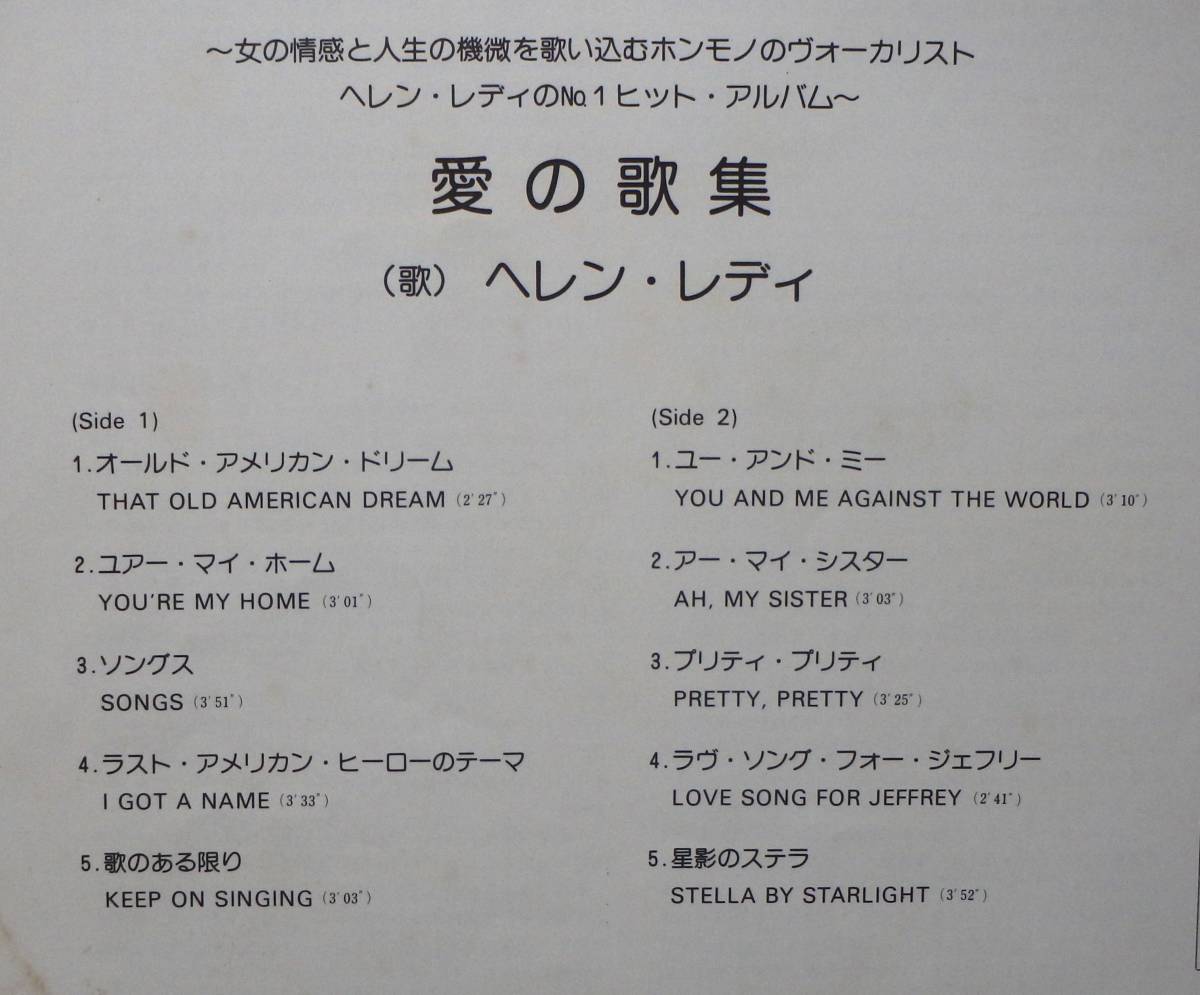 ～女の情感と人生の機微を歌い込むホンモノのヴォーカリスト
ヘレン・レディのNo.1ヒット・アルバム～
愛の歌集
(歌) ヘレン・レディ
(Side 1)
1.オールド・アメリカン・ドリーム
THAT OLD AMERICAN DREAM (2'27")
2.ユアー・マイ・ホーム
YOU'RE MY HOME (3'01")
3.ソングス
SONGS (3'51")
4.ラスト・アメリカン・ヒーローのテーマ
I GOT A NAME (3'33")
5.歌のある限り
KEEP ON SINGING (3'03")
(Side 2)
1.ユー・アンド・ミー
YOU AND ME AGAINST THE WORLD (3'10")
2.アー・マイ・シスター
AH, MY SISTER (3'03")
3.プリティ・プリティ
PRETTY, PRETTY (3'25")
4.ラヴ・ソング・フォー・ジェフリー
LOVE SONG FOR JEFFREY (2'41")
5.星影のステラ
STELLA BY STARLIGHT (3'52")